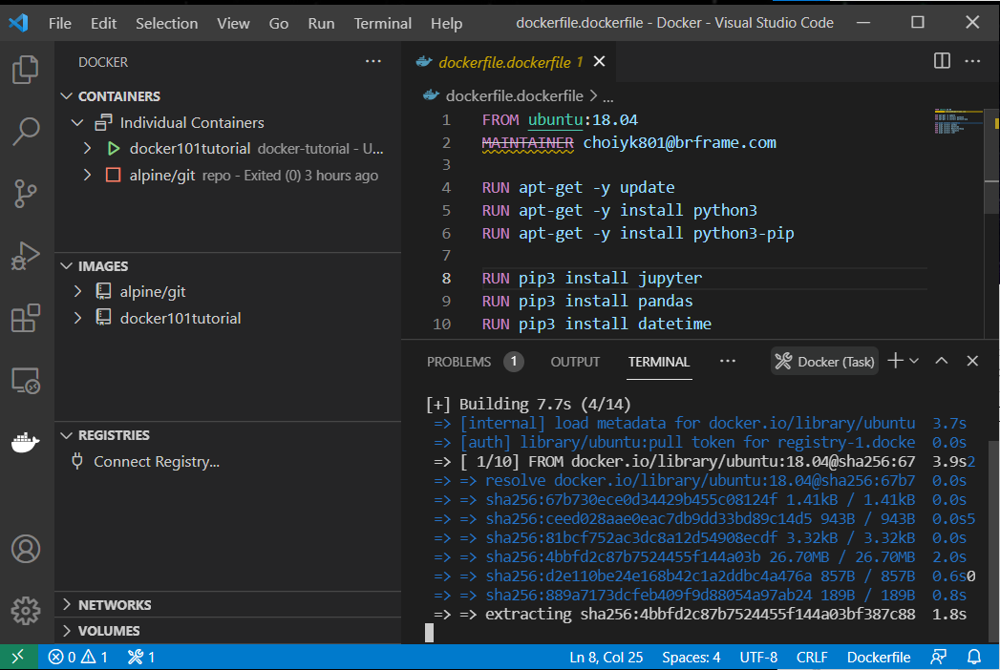 File Edit Selection View Go Run Terminal Help dockerfile.dockerfile - Docker - Visual Studio Code
DOCKER ...
CONTAINERS
Individual Containers
docker101tutorial docker-tutorial - U...
alpine/git repo - Exited (0) 3 hours ago
IMAGES
alpine/git
docker101tutorial
REGISTRIES
Connect Registry...
NETWORKS
VOLUMES
dockerfile.dockerfile 1
dockerfile.dockerfile > ...
1 FROM ubuntu:18.04
2 MAINTAINER choiyk801@brframe.com
3
4 RUN apt-get -y update
5 RUN apt-get -y install python3
6 RUN apt-get -y install python3-pip
7
8 RUN pip3 install jupyter
9 RUN pip3 install pandas
10 RUN pip3 install datetime
PROBLEMS 1 OUTPUT TERMINAL ... Docker (Task)
[+] Building 7.7s (4/14)
=> [internal] load metadata for docker.io/library/ubuntu 3.7s
=> [auth] library/ubuntu:pull token for registry-1.docke 0.0s
=> [ 1/10] FROM docker.io/library/ubuntu:18.04@sha256:67 3.9s2
=> => resolve docker.io/library/ubuntu:18.04@sha256:67b7 0.0s
=> => sha256:67b730ece0d34429b455c08124f 1.41kB / 1.41kB 0.0s
=> => sha256:ceed028aae0eac7db9dd33bd89c14d5 943B / 943B 0.0s5
=> => sha256:81bcf752ac3dc8a12d54908ecdf 3.32kB / 3.32kB 0.0s
=> => sha256:4bbfd2c87b7524455f144a03b 26.70MB / 26.70MB 2.0s
=> => sha256:d2e110be24e168b42c1a2ddbc4a476a 857B / 857B 0.6s0
=> => sha256:889a7173dcfeb409f9d88054a97ab24 189B / 189B 0.8s
=> => extracting sha256:4bbfd2c87b7524455f144a03bf387c88 1.8s
0 1 1 Ln 8, Col 25 Spaces: 4 UTF-8 CRLF Dockerfile